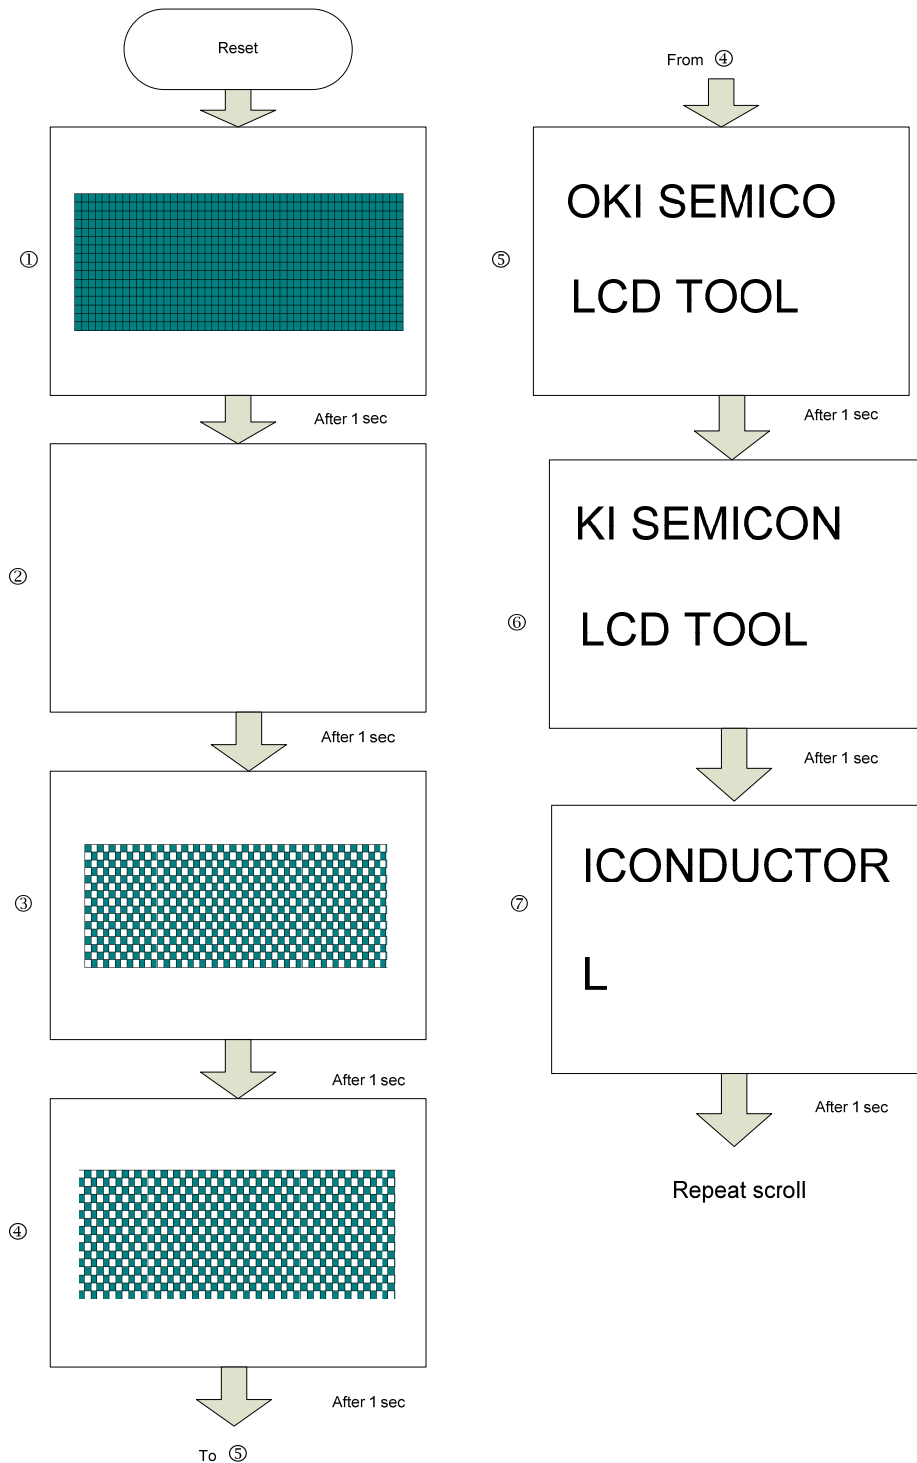 Reset
①
After 1 sec
②
After 1 sec
③
After 1 sec
④
After 1 sec
To ⑤
From ④
⑤
OKI SEMICO
LCD TOOL
After 1 sec
⑥
KI SEMICON
LCD TOOL
After 1 sec
⑦
ICONDUCTOR
L
After 1 sec
Repeat scroll